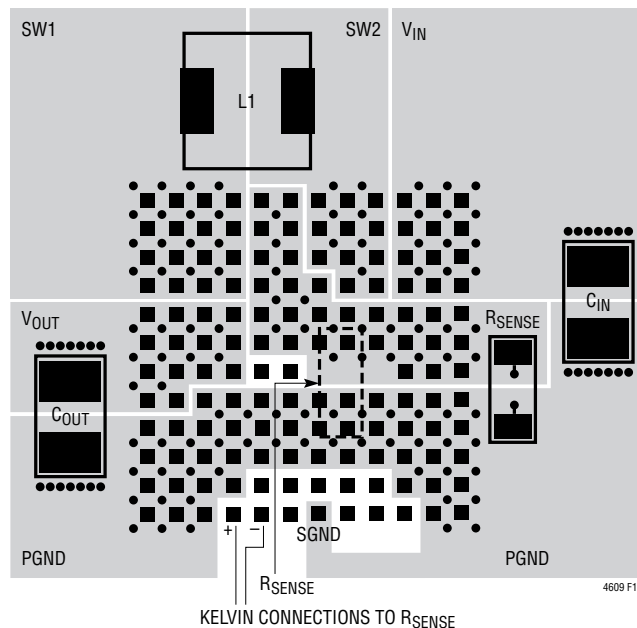 SW1
SW2
VIN
L1
VOUT
COUT
RSENSE
CIN
PGND
+
–
SGND
PGND
RSENSE
4609 F1
KELVIN CONNECTIONS TO RSENSE